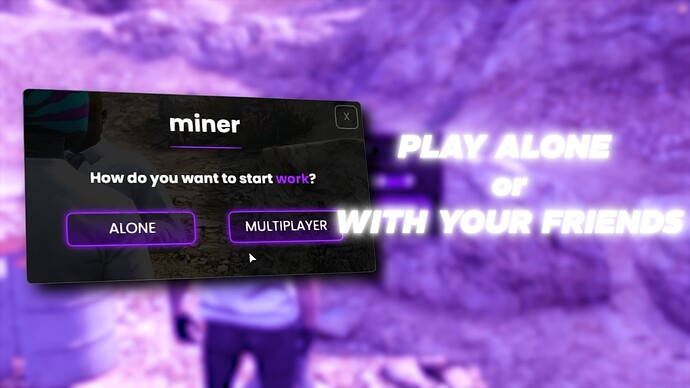 miner
X
How do you want to start work?
ALONE
MULTIPLAYER
PLAY ALONE
or
WITH YOUR FRIENDS